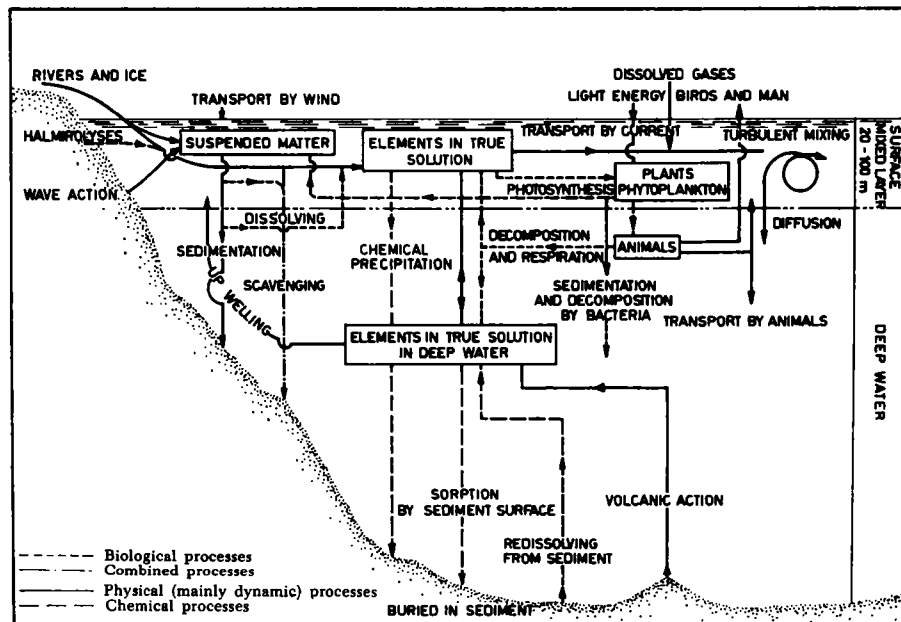 RIVERS AND ICE
TRANSPORT BY WIND
DISSOLVED GASES
LIGHT ENERGY BIRDS AND MAN
HALMIROLYSES
SUSPENDED MATTER
ELEMENTS IN TRUE
SOLUTION
TRANSPORT BY CURRENT
TURBULENT MIXING
SURFACE
MIXED LAYER
20 - 100 m
WAVE ACTION
PHOTOSYNTHESIS
PLANTS
PHYTOPLANKTON
DISSOLVING
DIFFUSION
SEDIMENTATION
CHEMICAL
PRECIPITATION
DECOMPOSITION
AND RESPIRATION
ANIMALS
SCAVENGING
UP WELLING
SEDIMENTATION
AND DECOMPOSITION
BY BACTERIA
TRANSPORT BY ANIMALS
ELEMENTS IN TRUE SOLUTION
IN DEEP WATER
DEEP WATER
SORPTION
BY SEDIMENT SURFACE
VOLCANIC ACTION
REDISSOLVING
FROM SEDIMENT
Biological processes
Combined processes
Physical (mainly dynamic) processes
Chemical processes
BURIED IN SEDIMENT